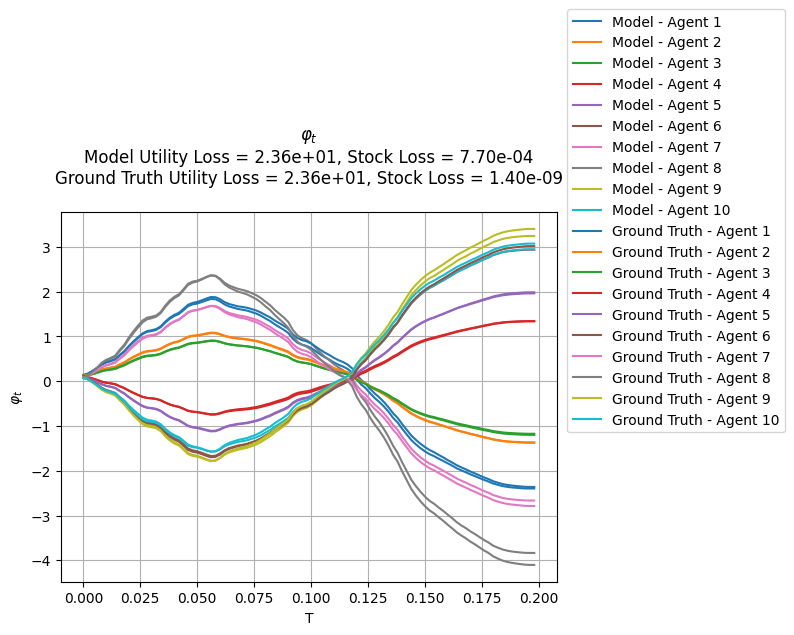 φt
Model Utility Loss = 2.36e+01, Stock Loss = 7.70e-04
Ground Truth Utility Loss = 2.36e+01, Stock Loss = 1.40e-09
Model - Agent 1
Model - Agent 2
Model - Agent 3
Model - Agent 4
Model - Agent 5
Model - Agent 6
Model - Agent 7
Model - Agent 8
Model - Agent 9
Model - Agent 10
Ground Truth - Agent 1
Ground Truth - Agent 2
Ground Truth - Agent 3
Ground Truth - Agent 4
Ground Truth - Agent 5
Ground Truth - Agent 6
Ground Truth - Agent 7
Ground Truth - Agent 8
Ground Truth - Agent 9
Ground Truth - Agent 10
φt
3
2
1
0
−1
−2
−3
−4
0.000 0.025 0.050 0.075 0.100 0.125 0.150 0.175 0.200
T